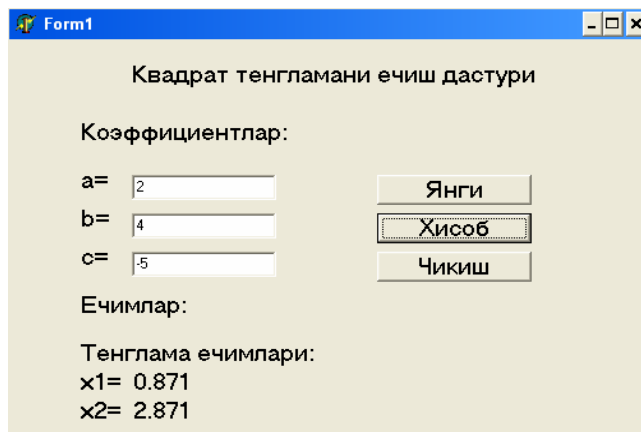 Form1
Квадрат тенгламани ечиш дастури
Коэффициентлар:
a= 2
b= 4
c= -5
Янги
Хисоб
Чикиш
Ечимлар:
Тенглама ечимлари:
x1= 0.871
x2= 2.871